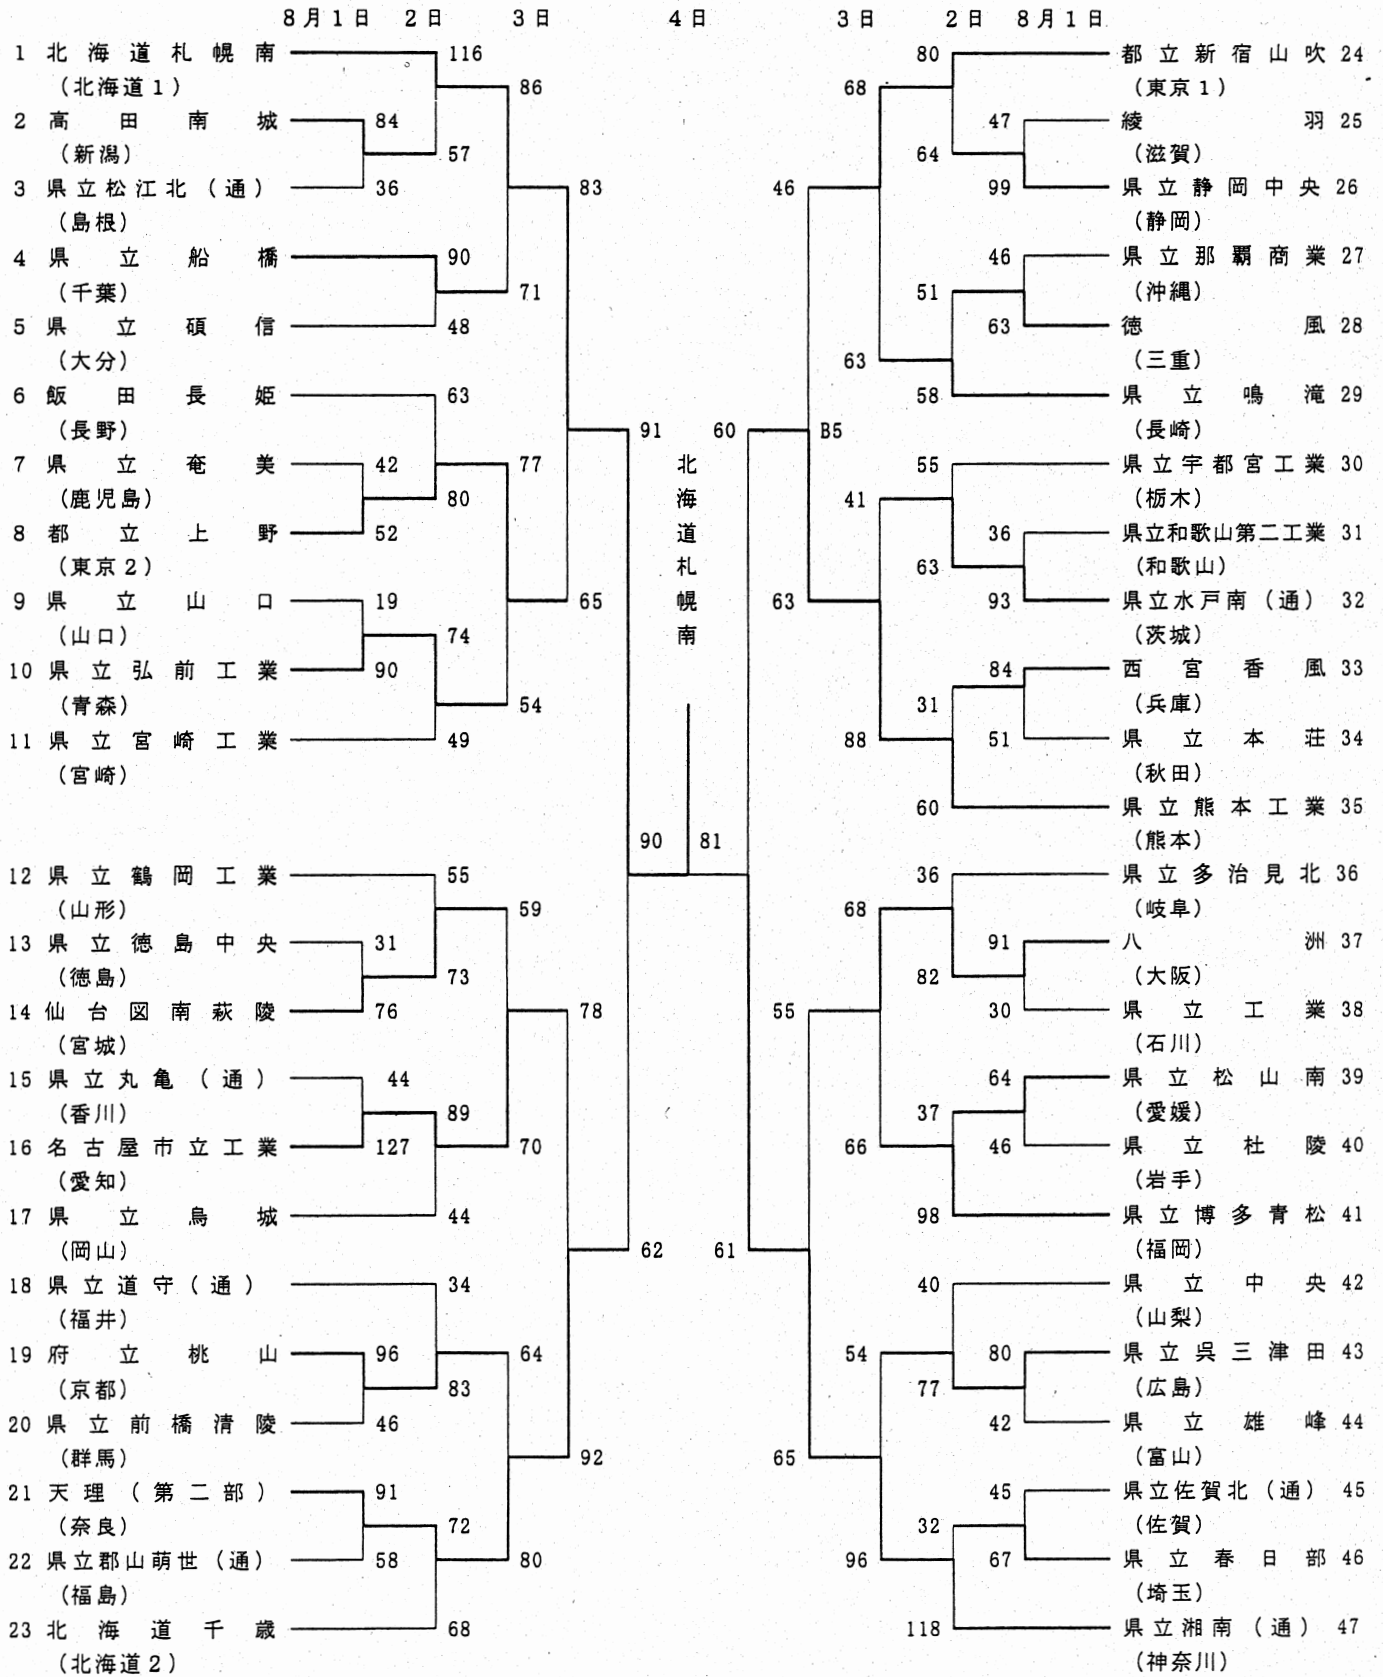 8月1日 2日 3日 4日 3日 2日 8月1日
1 北海道札幌南 116 80 都立新宿山吹 24
(北海道1) 86 68 (東京1)
2 高田南城 84 47 綾羽 25
(新潟) 57 64 (滋賀)
3 県立松江北(通) 36 83 46 99 県立静岡中央 26
(島根) (静岡)
4 県立船橋 90 46 県立那覇商業 27
(千葉) 71 51 (沖縄)
5 県立碩信 48 63 徳風 28
(大分) 63 (三重)
6 飯田長姫 63 58 県立鳴滝 29
(長野) 91 60 B5 (長崎)
7 県立奄美 42 77 55 県立宇都宮工業 30
(鹿児島) 80 41 (栃木)
8 都立上野 52 36 県立和歌山第二工業 31
(東京2) 63 (和歌山)
9 県立山口 19 65 63 93 県立水戸南(通) 32
(山口) 74 (茨城)
10 県立弘前工業 90 84 西宮香風 33
(青森) 54 31 (兵庫)
11 県立宮崎工業 49 88 51 県立本荘 34
(宮崎) (秋田)
北海道札幌南
60 県立熊本工業 35
90 81 (熊本)
12 県立鶴岡工業 55 36 県立多治見北 36
(山形) 59 68 (岐阜)
13 県立徳島中央 31 91 八洲 37
(徳島) 73 82 (大阪)
14 仙台図南萩陵 76 78 55 30 県立工業 38
(宮城) (石川)
15 県立丸亀(通) 44 64 県立松山南 39
(香川) 89 37 (愛媛)
16 名古屋市立工業 127 70 66 46 県立杜陵 40
(愛知) (岩手)
17 県立烏城 44 98 県立博多青松 41
(岡山) 62 61 (福岡)
18 県立道守(通) 34 40 県立中央 42
(福井) (山梨)
19 府立桃山 96 64 54 80 県立呉三津田 43
(京都) 83 77 (広島)
20 県立前橋清陵 46 42 県立雄峰 44
(群馬) 92 65 (富山)
21 天理(第二部) 91 45 県立佐賀北(通) 45
(奈良) 72 32 (佐賀)
22 県立郡山萌世(通) 58 80 96 67 県立春日部 46
(福島) (埼玉)
23 北海道千歳 68 118 県立湘南(通) 47
(北海道2) (神奈川)